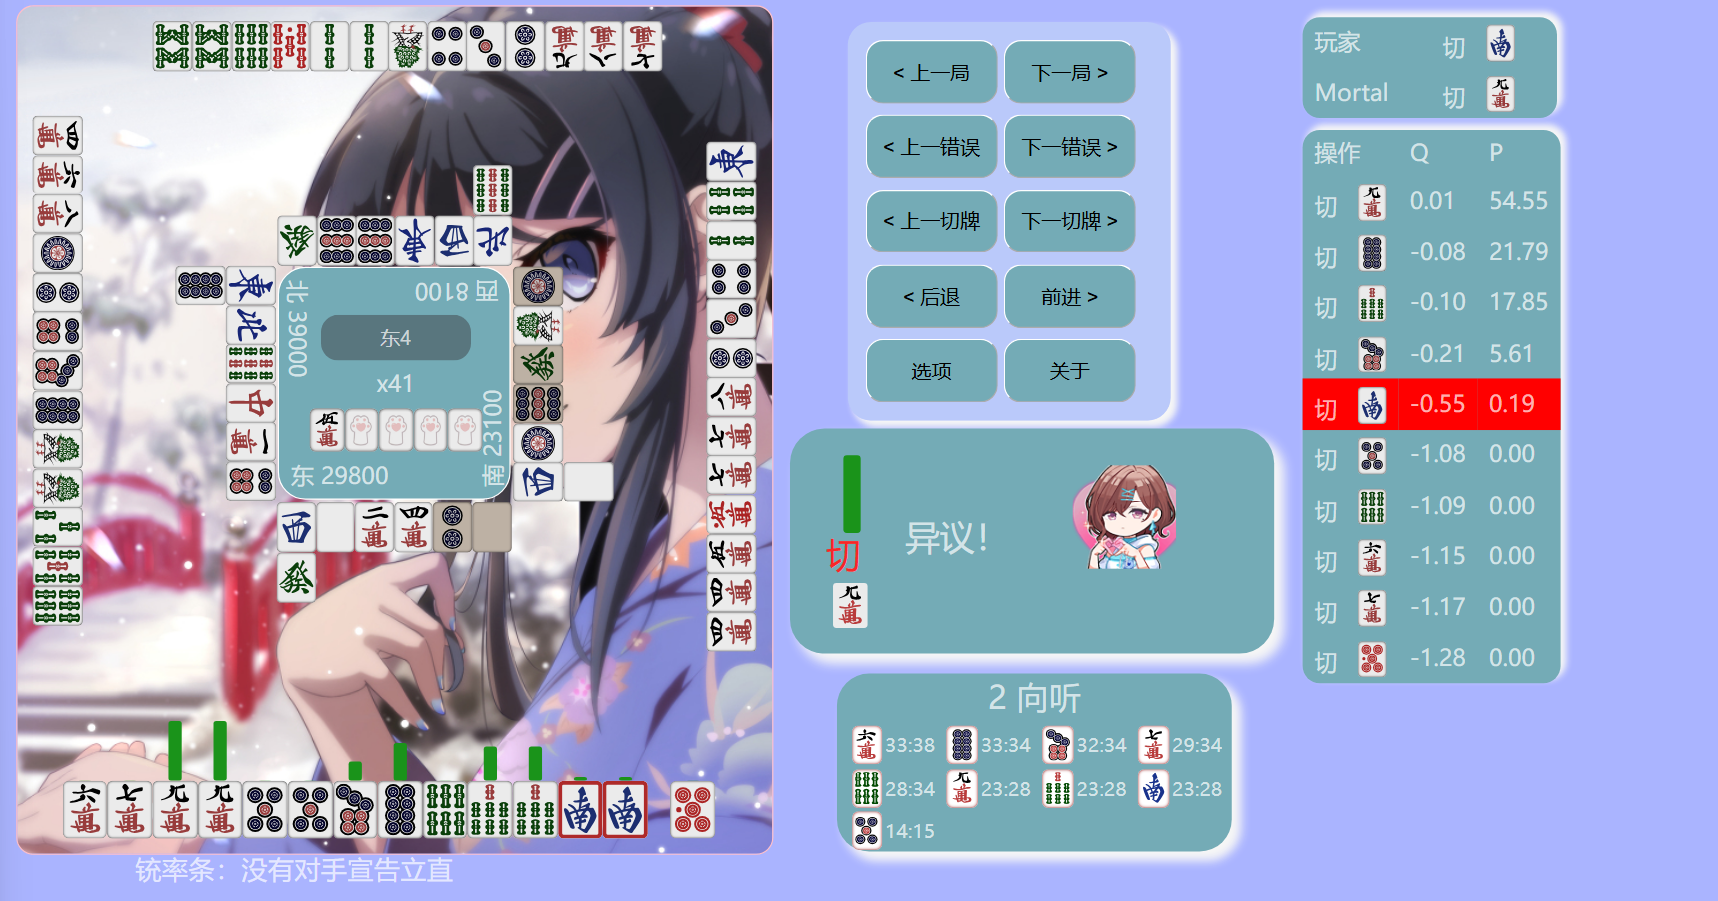 北 39000
西 8100
东4
x41
南 23100
东 29800
铳率条：没有对手宣告立直
< 上一局
下一局 >
< 上一错误
下一错误 >
< 上一切牌
下一切牌 >
< 后退
前进 >
选项
关于
切
异议！
2 向听
33:38
33:34
32:34
29:34
28:34
23:28
23:28
23:28
14:15
玩家 切
Mortal 切
操作 Q P
切 0.01 54.55
切 -0.08 21.79
切 -0.10 17.85
切 -0.21 5.61
切 -0.55 0.19
切 -1.08 0.00
切 -1.09 0.00
切 -1.15 0.00
切 -1.17 0.00
切 -1.28 0.00